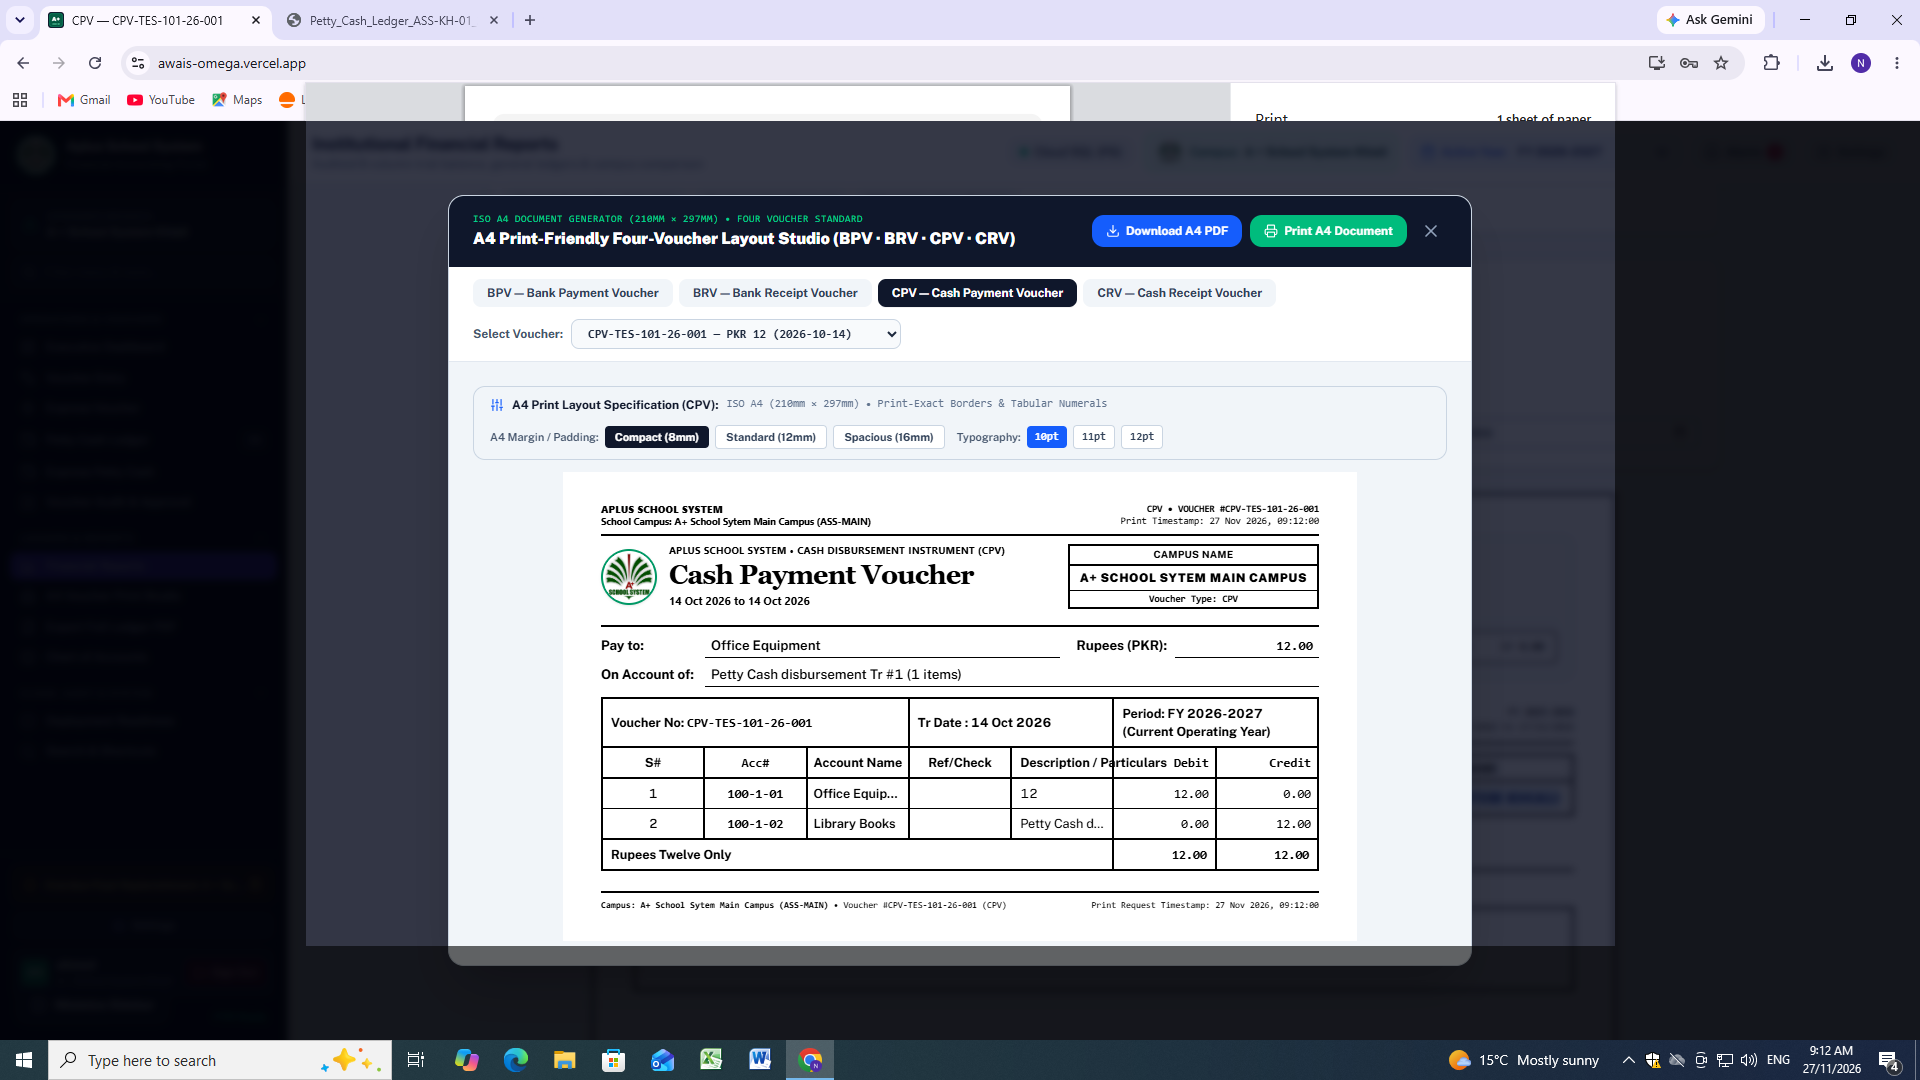 CPV — CPV-TES-101-26-001
Petty_Cash_Ledger_ASS-KH-01_
Ask Gemini
awais-omega.vercel.app
N
Gmail
YouTube
Maps
L
Print
1 sheet of paper
Institutional Financial Reports
ISO A4 DOCUMENT GENERATOR (210MM × 297MM) • FOUR VOUCHER STANDARD
A4 Print-Friendly Four-Voucher Layout Studio (BPV · BRV · CPV · CRV)
Download A4 PDF
Print A4 Document
BPV — Bank Payment Voucher
BRV — Bank Receipt Voucher
CPV — Cash Payment Voucher
CRV — Cash Receipt Voucher
Select Voucher:
CPV-TES-101-26-001 — PKR 12 (2026-10-14)
A4 Print Layout Specification (CPV):
ISO A4 (210mm × 297mm) • Print-Exact Borders & Tabular Numerals
A4 Margin / Padding:
Compact (8mm)
Standard (12mm)
Spacious (16mm)
Typography:
10pt
11pt
12pt
APLUS SCHOOL SYSTEM
School Campus: A+ School Sytem Main Campus (ASS-MAIN)
CPV • VOUCHER #CPV-TES-101-26-001
Print Timestamp: 27 Nov 2026, 09:12:00
A+
SCHOOL SYSTEM
APLUS SCHOOL SYSTEM • CASH DISBURSEMENT INSTRUMENT (CPV)
Cash Payment Voucher
14 Oct 2026 to 14 Oct 2026
CAMPUS NAME
A+ SCHOOL SYTEM MAIN CAMPUS
Voucher Type: CPV
Pay to:
Office Equipment
Rupees (PKR):
12.00
On Account of:
Petty Cash disbursement Tr #1 (1 items)
Voucher No: CPV-TES-101-26-001
Tr Date : 14 Oct 2026
Period: FY 2026-2027
(Current Operating Year)
S#
Acc#
Account Name
Ref/Check
Description / Particulars
Debit
Credit
1
100-1-01
Office Equip...
12
12.00
0.00
2
100-1-02
Library Books
Petty Cash d...
0.00
12.00
Rupees Twelve Only
12.00
12.00
Campus: A+ School Sytem Main Campus (ASS-MAIN) • Voucher #CPV-TES-101-26-001 (CPV)
Print Request Timestamp: 27 Nov 2026, 09:12:00
Type here to search
15°C Mostly sunny
ENG
9:12 AM
27/11/2026
4